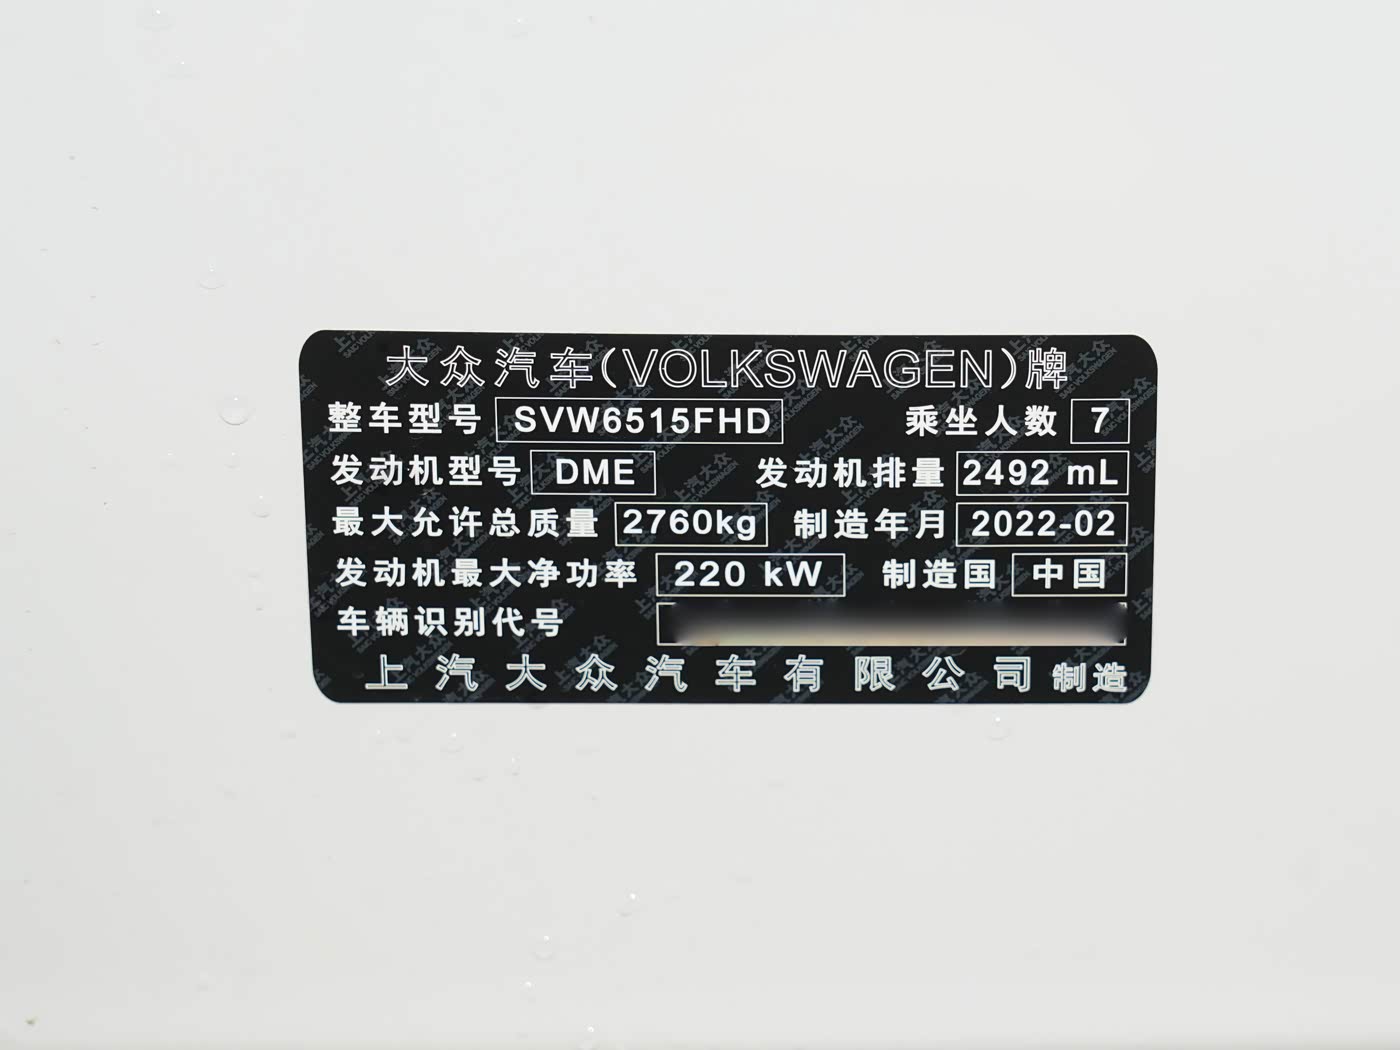 大众汽车(VOLKSWAGEN)牌
整车型号 SVW6515FHD 乘坐人数 7
发动机型号 DME 发动机排量 2492 mL
最大允许总质量 2760kg 制造年月 2022-02
发动机最大净功率 220 kW 制造国 中国
车辆识别代号
上汽大众汽车有限公司制造